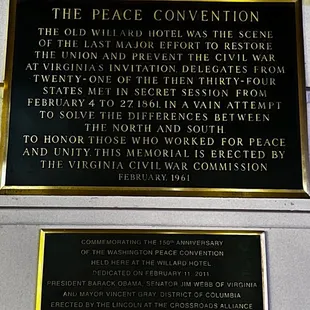 THE PEACE CONVENTION
THE OLD WILLARD HOTEL WAS THE SCENE
OF THE LAST MAJOR EFFORT TO RESTORE
THE UNION AND PREVENT THE CIVIL WAR
AT VIRGINIA'S INVITATION, DELEGATES FROM
TWENTY-ONE OF THE THEN THIRTY-FOUR
STATES MET IN SECRET SESSION FROM
FEBRUARY 4 TO 27, 1861, IN A VAIN ATTEMPT
TO SOLVE THE DIFFERENCES BETWEEN
THE NORTH AND SOUTH.
TO HONOR THOSE WHO WORKED FOR PEACE
AND UNITY, THIS MEMORIAL IS ERECTED BY
THE VIRGINIA CIVIL WAR COMMISSION
FEBRUARY, 1961
COMMEMORATING THE 150TH ANNIVERSARY
OF THE WASHINGTON PEACE CONVENTION
HELD HERE AT THE WILLARD HOTEL
DEDICATED ON FEBRUARY 11, 2011
PRESIDENT BARACK OBAMA, SENATOR JIM WEBB OF VIRGINIA
AND MAYOR VINCENT GRAY, DISTRICT OF COLUMBIA
ERECTED BY THE LINCOLN AT THE CROSSROADS ALLIANCE